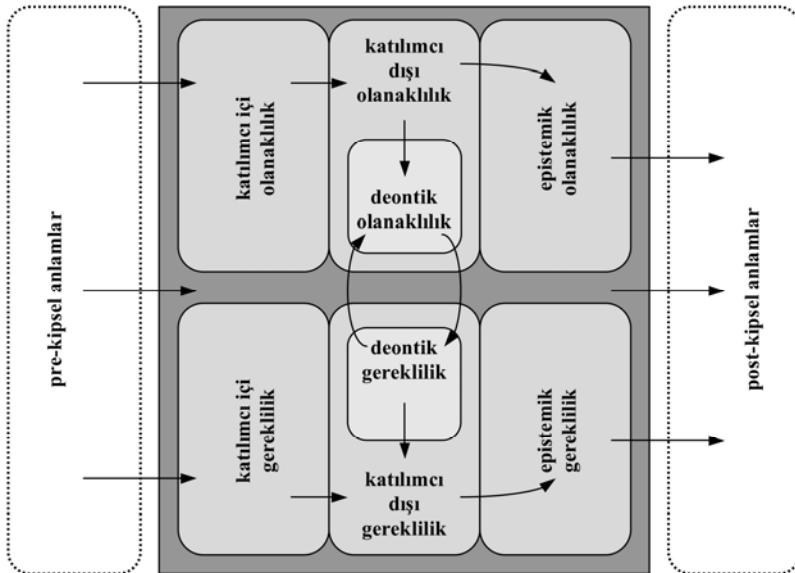 pre-kipsel anlamlar
katılımcı içi
olanaklılık
katılımcı
dışı
olanaklılık
deontik
olanaklılık
epistemik
olanaklılık
katılımcı içi
gereklilik
deontik
gereklilik
katılımcı
dışı
gereklilik
epistemik
gereklilik
post-kipsel anlamlar